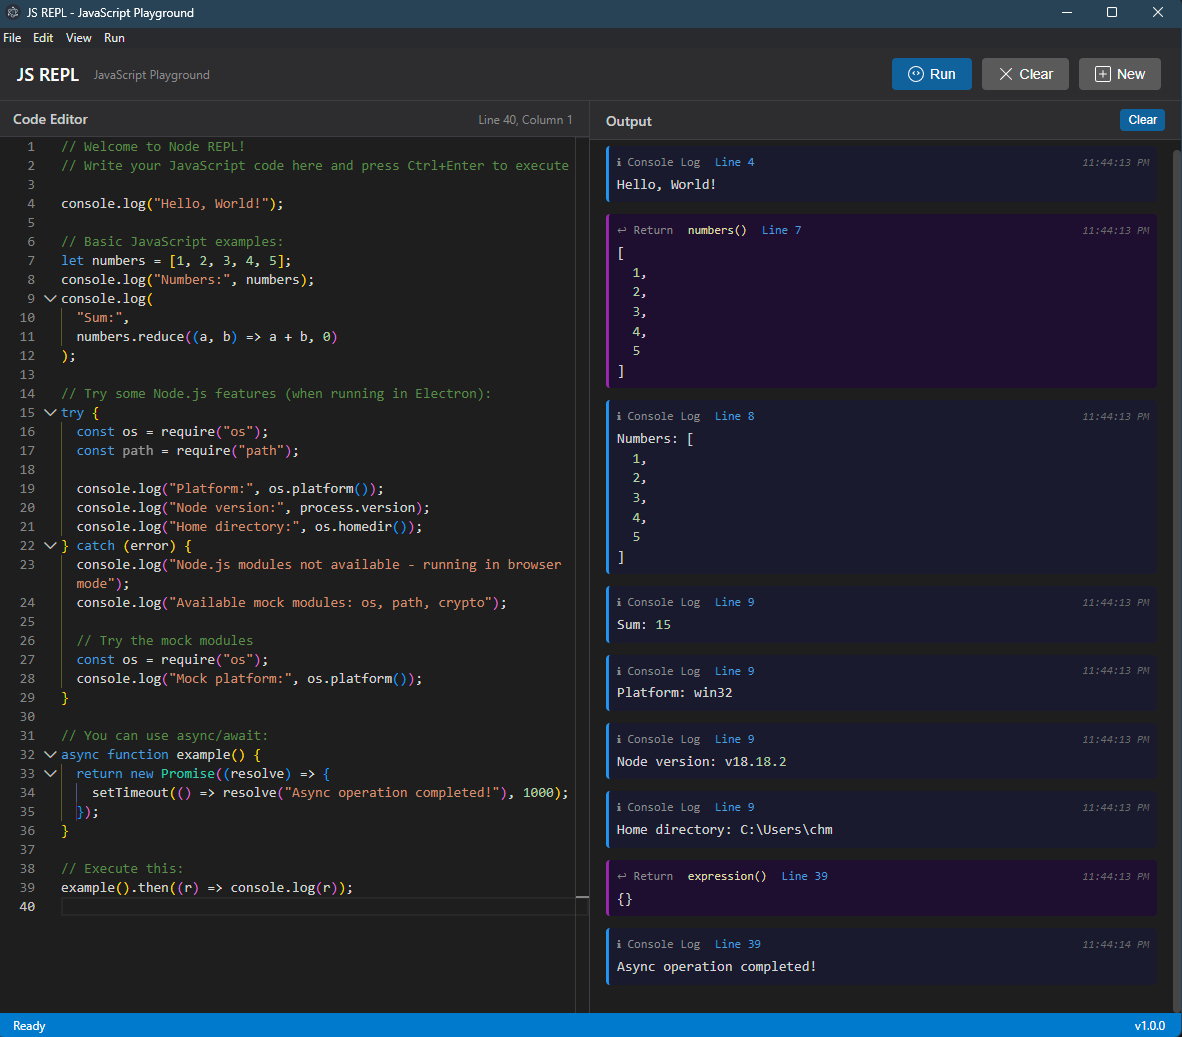 JS REPL - JavaScript Playground
File Edit View Run
JS REPL JavaScript Playground
Run Clear New
Code Editor Line 40, Column 1
1 // Welcome to Node REPL!
2 // Write your JavaScript code here and press Ctrl+Enter to execute
3
4 console.log("Hello, World!");
5
6 // Basic JavaScript examples:
7 let numbers = [1, 2, 3, 4, 5];
8 console.log("Numbers:", numbers);
9 console.log(
10 "Sum:",
11 numbers.reduce((a, b) => a + b, 0)
12 );
13
14 // Try some Node.js features (when running in Electron):
15 try {
16 const os = require("os");
17 const path = require("path");
18
19 console.log("Platform:", os.platform());
20 console.log("Node version:", process.version);
21 console.log("Home directory:", os.homedir());
22 } catch (error) {
23 console.log("Node.js modules not available - running in browser
mode");
24 console.log("Available mock modules: os, path, crypto");
25
26 // Try the mock modules
27 const os = require("os");
28 console.log("Mock platform:", os.platform());
29 }
30
31 // You can use async/await:
32 async function example() {
33 return new Promise((resolve) => {
34 setTimeout(() => resolve("Async operation completed!"), 1000);
35 });
36 }
37
38 // Execute this:
39 example().then((r) => console.log(r));
40
Output Clear
ℹ Console Log Line 4 11:44:13 PM
Hello, World!
↩ Return numbers() Line 7 11:44:13 PM
[
1,
2,
3,
4,
5
]
ℹ Console Log Line 8 11:44:13 PM
Numbers: [
1,
2,
3,
4,
5
]
ℹ Console Log Line 9 11:44:13 PM
Sum: 15
ℹ Console Log Line 9 11:44:13 PM
Platform: win32
ℹ Console Log Line 9 11:44:13 PM
Node version: v18.18.2
ℹ Console Log Line 9 11:44:13 PM
Home directory: C:\Users\chm
↩ Return expression() Line 39 11:44:13 PM
{}
ℹ Console Log Line 39 11:44:14 PM
Async operation completed!
Ready v1.0.0